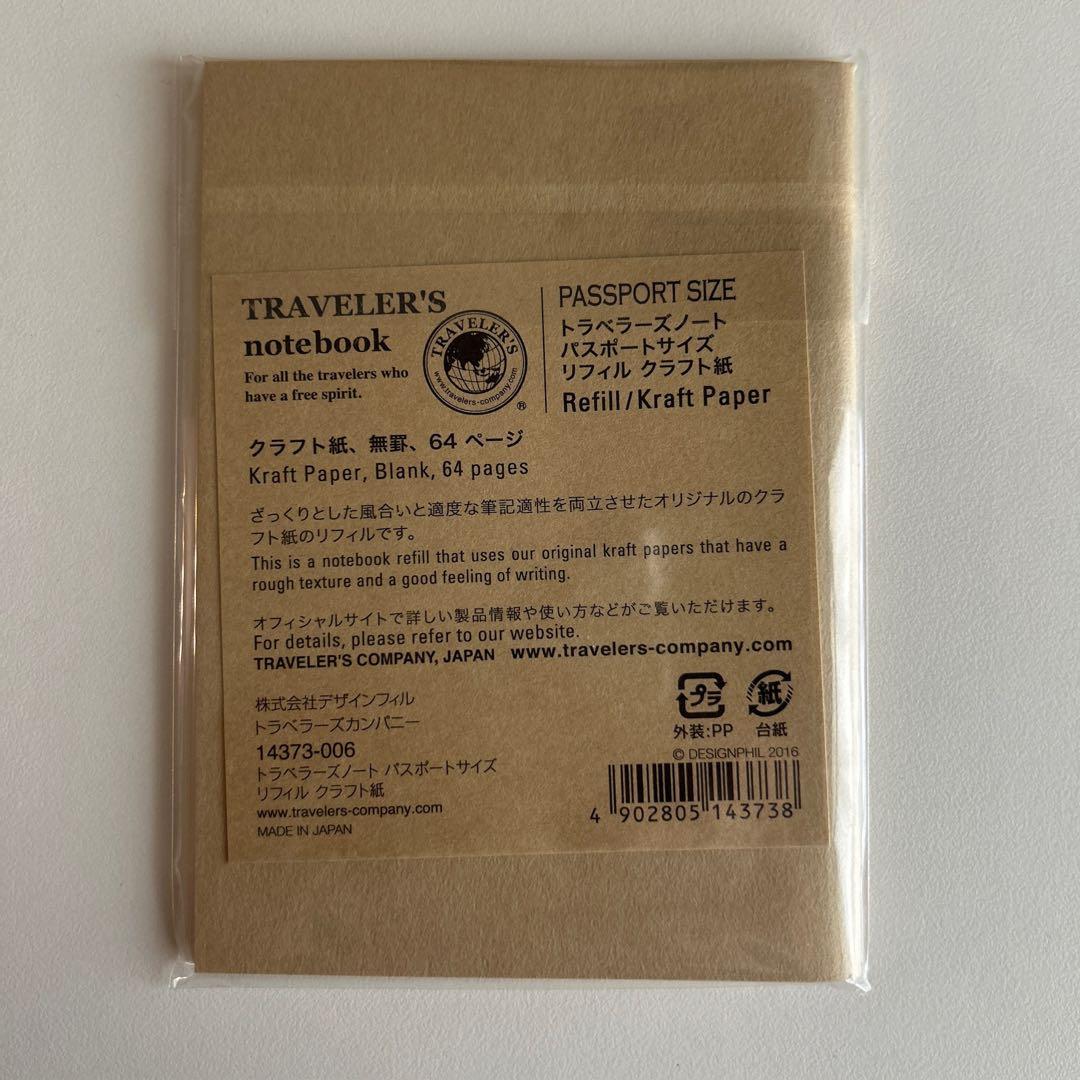 TRAVELER'S
notebook
For all the travelers who
have a free spirit.
TRAVELER'S
www.travelers-company.com
®
PASSPORT SIZE
トラベラーズノート
パスポートサイズ
リフィル クラフト紙
Refill/Kraft Paper
クラフト紙、無罫、64 ページ
Kraft Paper, Blank, 64 pages
ざっくりとした風合いと適度な筆記適性を両立させたオリジナルのクラ
フト紙のリフィルです。
This is a notebook refill that uses our original kraft papers that have a
rough texture and a good feeling of writing.
オフィシャルサイトで詳しい製品情報や使い方などがご覧いただけます。
For details, please refer to our website.
TRAVELER'S COMPANY, JAPAN www.travelers-company.com
株式会社デザインフィル
トラベラーズカンパニー
14373-006
トラベラーズノート パスポートサイズ
リフィル クラフト紙
www.travelers-company.com
MADE IN JAPAN
プラ
紙
外装:PP
台紙
© DESIGNPHIL 2016
4 902805 143738